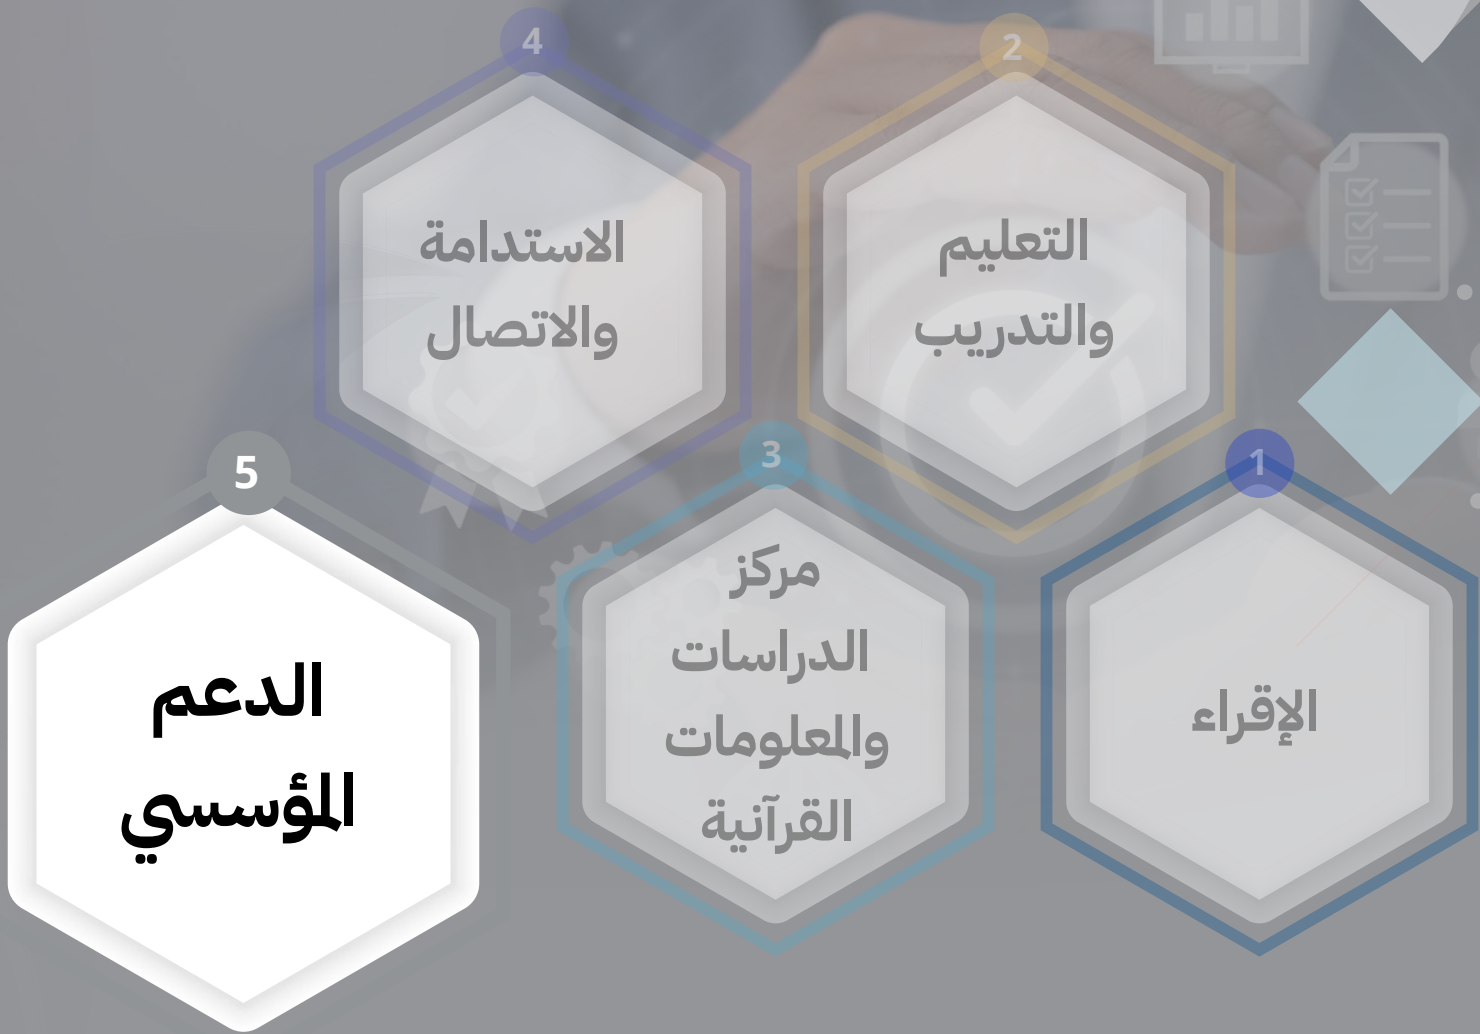 1
الإقراء
2
التعليم
والتدريب
3
مركز
الدراسات
والمعلومات
القرآنية
4
الاستدامة
والاتصال
5
الدعم
المؤسسي